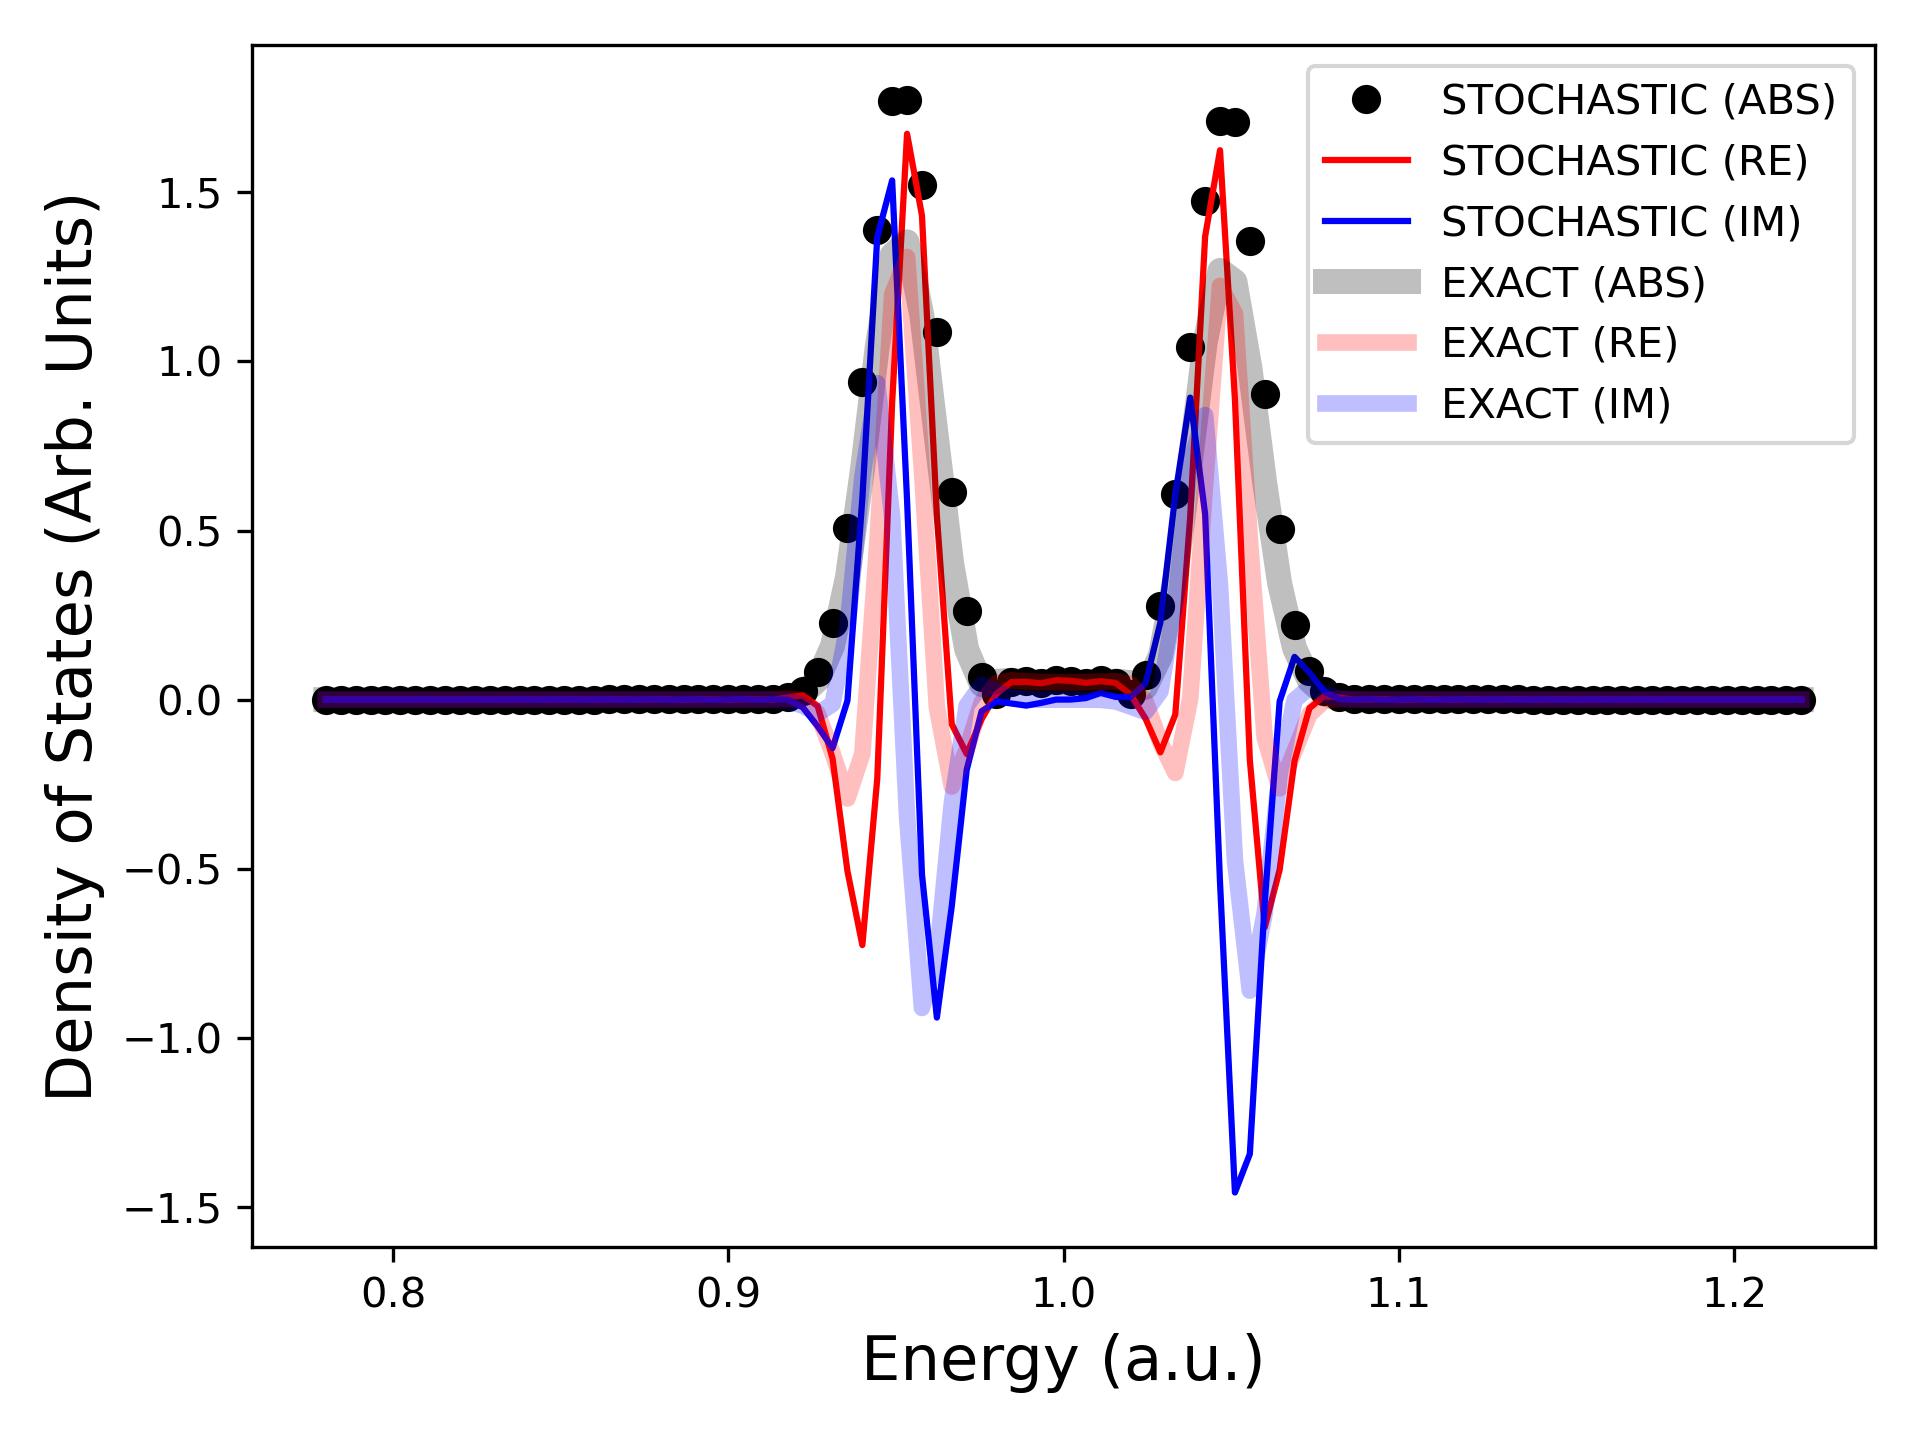 STOCHASTIC (ABS)
STOCHASTIC (RE)
STOCHASTIC (IM)
EXACT (ABS)
EXACT (RE)
EXACT (IM)
Density of States (Arb. Units)
1.5
1.0
0.5
0.0
−0.5
−1.0
−1.5
0.8 0.9 1.0 1.1 1.2
Energy (a.u.)